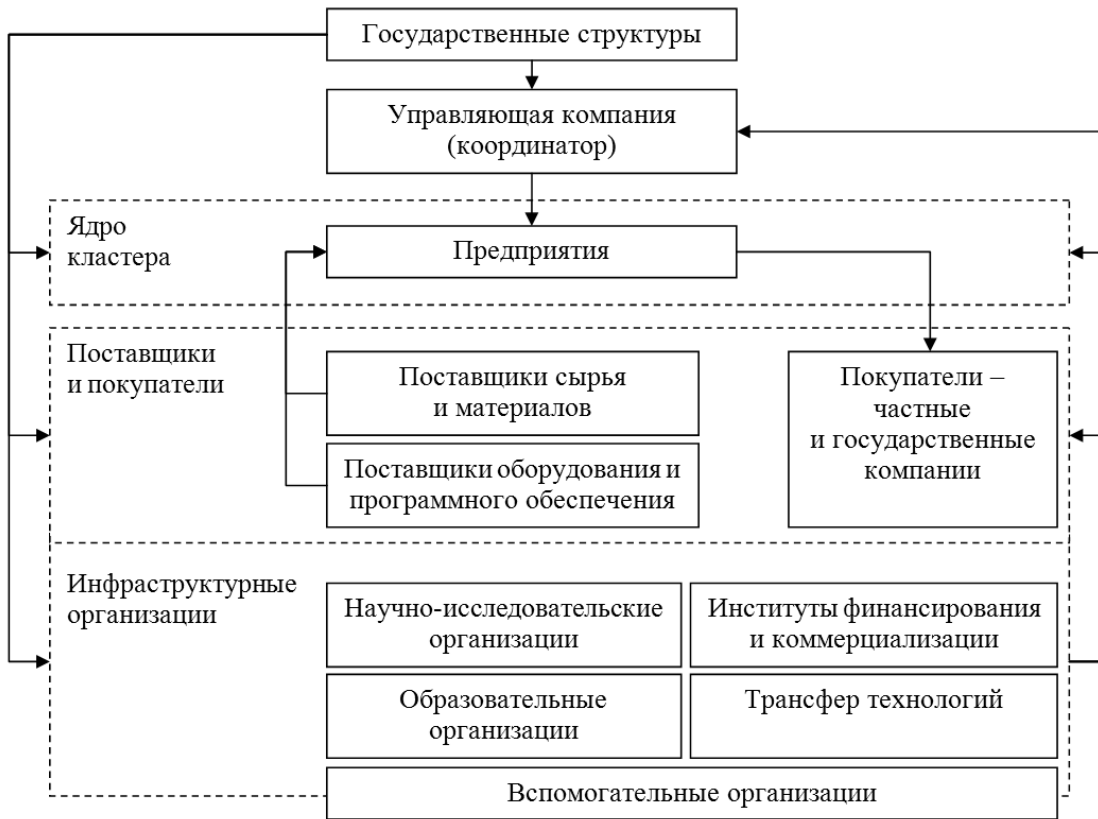 Государственные структуры
Управляющая компания
(координатор)
Ядро
кластера
Предприятия
Поставщики
и покупатели
Поставщики сырья
и материалов
Поставщики оборудования и
программного обеспечения
Покупатели –
частные
и государственные
компании
Инфраструктурные
организации
Научно-исследовательские
организации
Институты финансирования
и коммерциализации
Образовательные
организации
Трансфер технологий
Вспомогательные организации